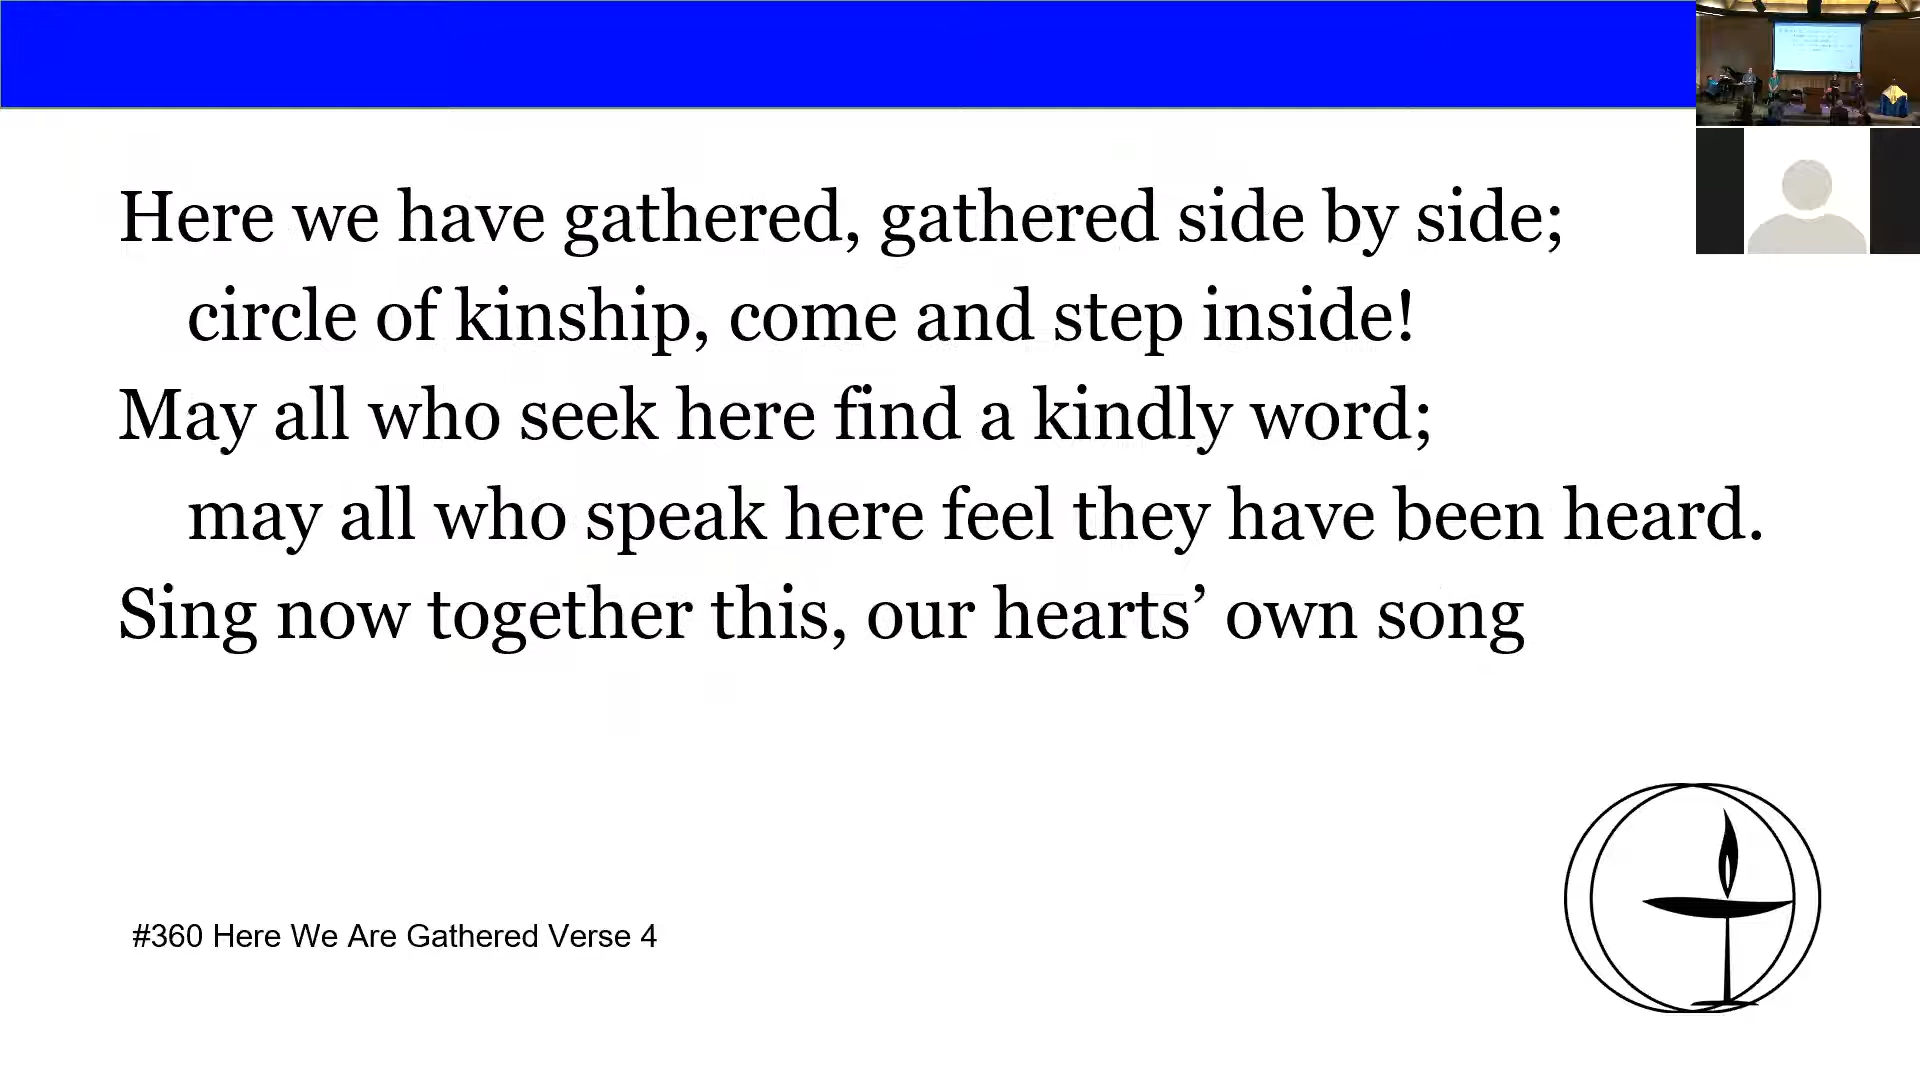 Here we have gathered, gathered side by side;
circle of kinship, come and step inside!
May all who seek here find a kindly word;
may all who speak here feel they have been heard.
Sing now together this, our hearts’ own song
#360 Here We Are Gathered Verse 4